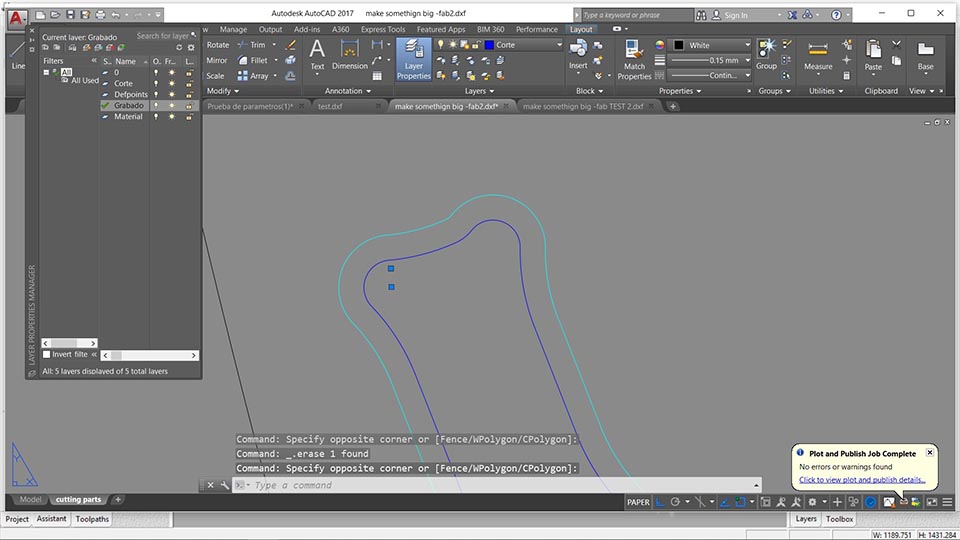 Autodesk AutoCAD 2017 make somethign big -fab2.dxf
Type a keyword or phrase
Sign In
Current layer: Grabado
Search for layer
Manage Output Add-ins A360 Express Tools Featured Apps BIM 360 Performance Layout
Filters
All
All Used
S.. Name O. Fr... L...
0
Corte
Defpoints
Grabado
Material
Invert filte
All: 5 layers displayed of 5 total layers
LAYER PROPERTIES MANAGER
Line
Rotate Trim
Mirror Fillet
Scale Array
Modify
Text
Dimension
Annotation
Layer
Properties
Corte
Layers
Insert
Block
Match
Properties
White
0.15 mm
Contin...
Properties
Group
Groups
Measure
Utilities
Paste
Clipboard
Base
View
Prueba de parametros(1)*
test.dxf
make somethign big -fab2.dxf*
make somethign big -fab TEST 2.dxf
Command: Specify opposite corner or [Fence/WPolygon/CPolygon]:
Command: _.erase 1 found
Command: Specify opposite corner or [Fence/WPolygon/CPolygon]:
Type a command
Plot and Publish Job Complete
No errors or warnings found
Click to view plot and publish details...
Y
X
Model cutting parts
PAPER
Project Assistant Toolpaths
Layers Toolbox
W: 1189.751 H: 1431.284